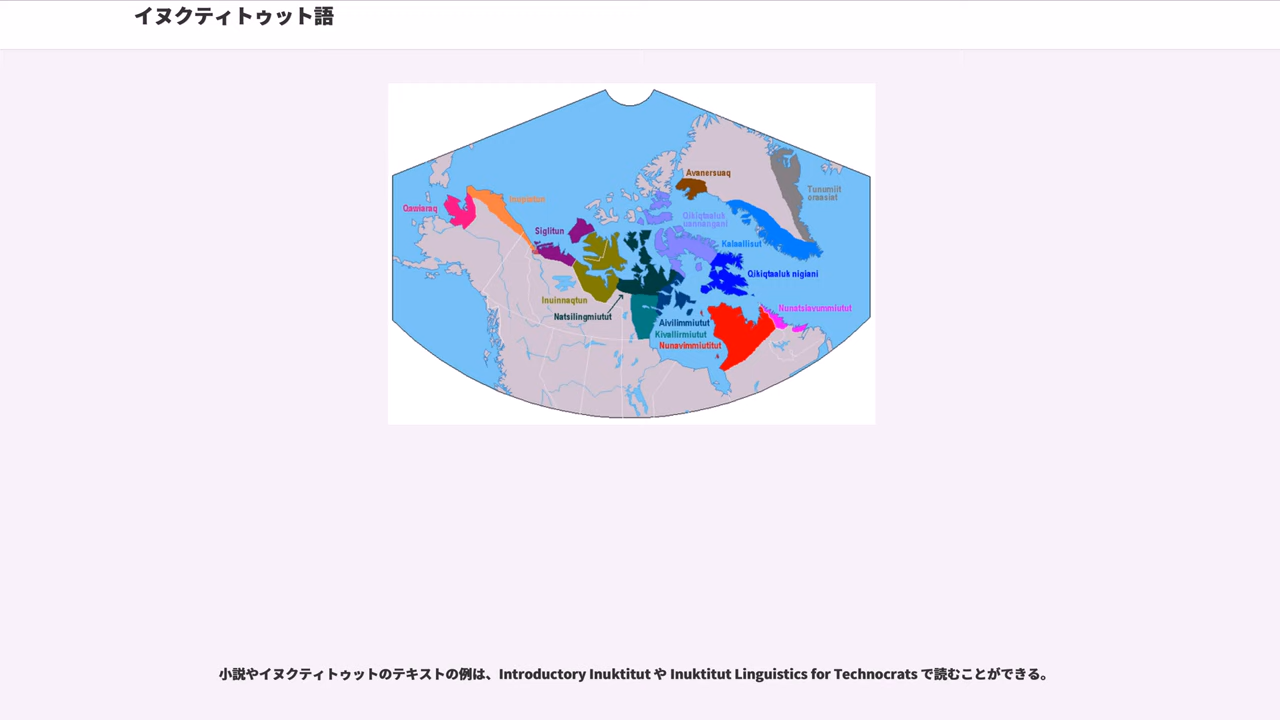 イヌクティトゥット語
Avanersuaq
Tunumiit
oraasiat
Qawiaraq
Qikiqtaaluk
uannangani
Siglitun
Kalaallisut
Qikiqtaaluk nigiani
Inuinnaqtun
Nunatsiavummiutut
Natsilingmiutut
Aivilimmiutut
Kivallirmiutut
Nunavimmiutitut
小説やイヌクティトゥットのテキストの例は、Introductory Inuktitut や Inuktitut Linguistics for Technocrats で読むことができる。